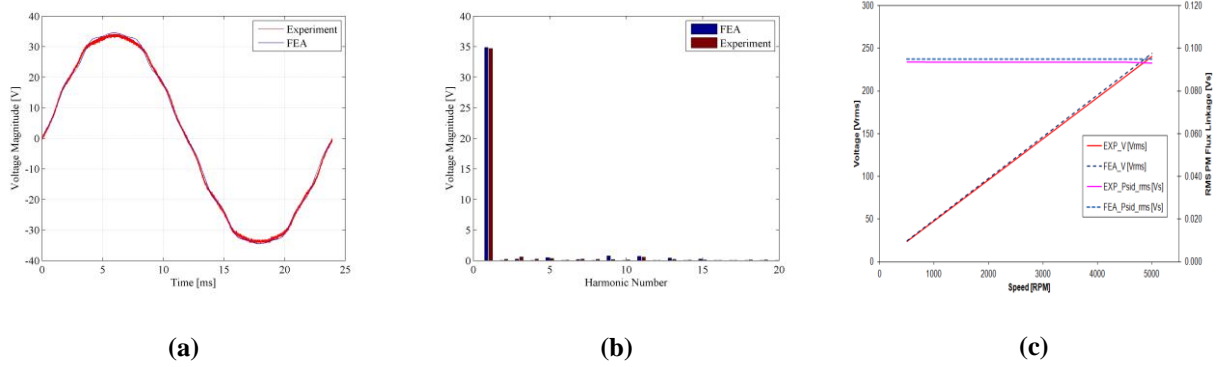 Experiment
FEA
Voltage Magnitude [V]
40
30
20
10
0
-10
-20
-30
-40
0
5
10
15
20
25
Time [ms]
(a)
FEA
Experiment
Voltage Magnitude [V]
40
35
30
25
20
15
10
5
0
0
5
10
15
20
Harmonic Number
(b)
Voltage [Vrms]
300
250
200
150
100
50
0
0
1000
2000
3000
4000
5000
Speed [RPM]
EXP_V [Vrms]
FEA_V [Vrms]
EXP_Psid_rms [Vs]
FEA_Psid_rms [Vs]
0.120
0.100
0.080
0.060
0.040
0.020
0.000
RMS PM Flux Linkage [Vs]
(c)